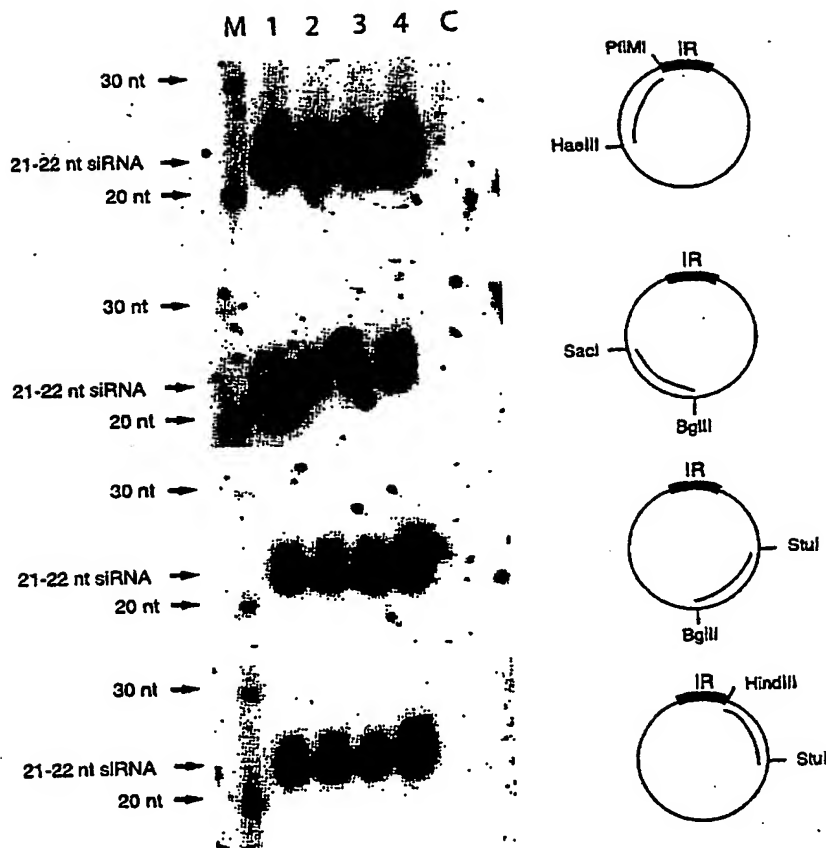 M 1 2 3 4 C
30 nt
21-22 nt siRNA
20 nt
PflMI
IR
HaeIII
30 nt
21-22 nt siRNA
20 nt
IR
SacI
BglII
30 nt
21-22 nt siRNA
20 nt
IR
StuI
BglII
30 nt
21-22 nt siRNA
20 nt
IR
HindIII
StuI